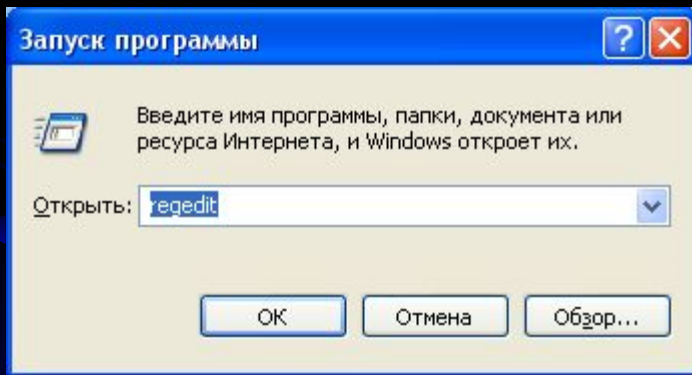 Запуск программы
Введите имя программы, папки, документа или
ресурса Интернета, и Windows откроет их.
Открыть: regedit
ОК Отмена Обзор...